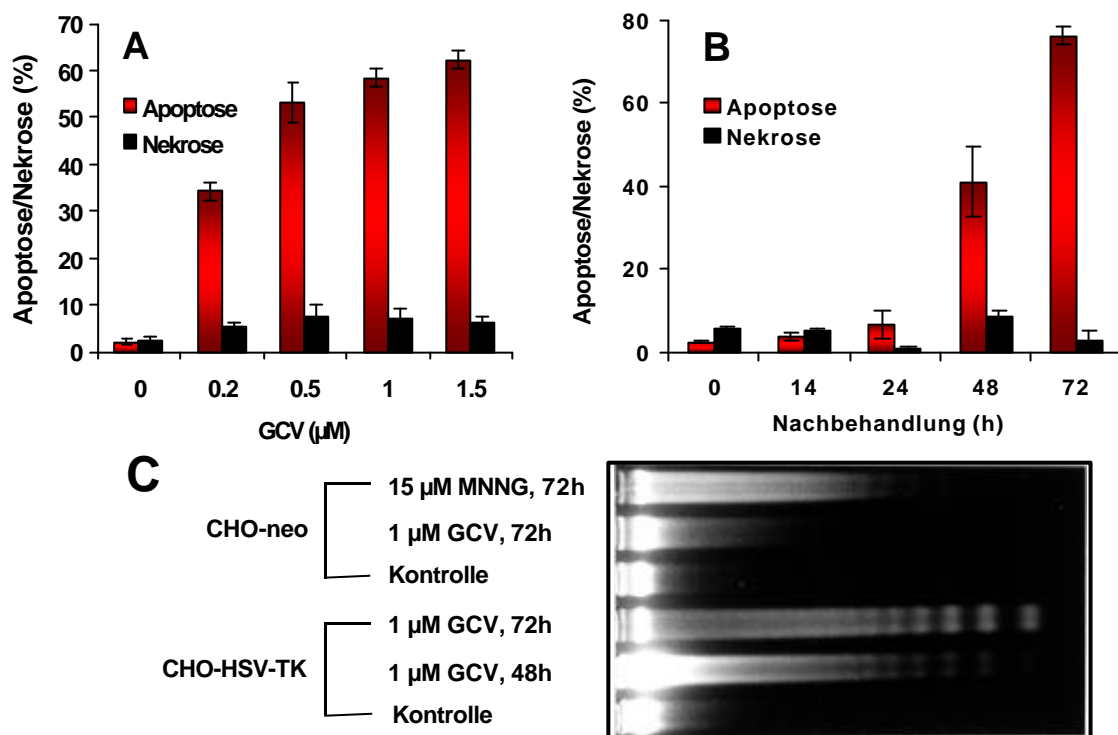 A
Apoptose/Nekrose (%)
70
60
50
40
30
20
10
0
Apoptose
Nekrose
0 0.2 0.5 1 1.5
GCV (µM)
B
Apoptose/Nekrose (%)
80
60
40
20
0
Apoptose
Nekrose
0 14 24 48 72
Nachbehandlung (h)
C
CHO-neo
15 µM MNNG, 72h
1 µM GCV, 72h
Kontrolle
CHO-HSV-TK
1 µM GCV, 72h
1 µM GCV, 48h
Kontrolle